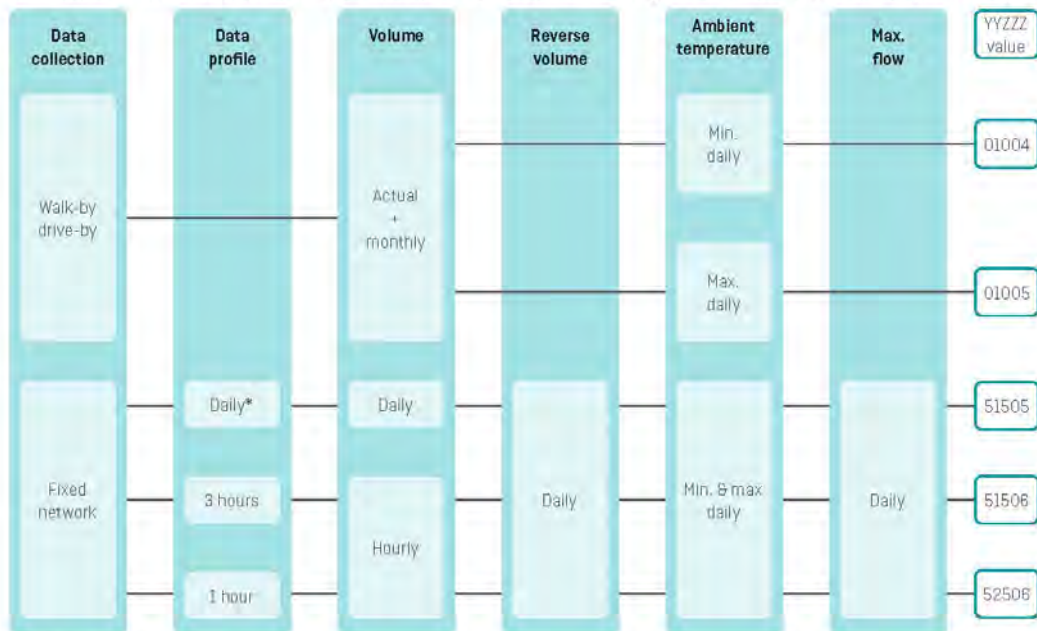 Data
collection
Data
profile
Volume
Reverse
volume
Ambient
temperature
Max.
flow
YYZZZ
value
Walk-by
drive-by
Actual
+
monthly
Min.
daily
01004
Max.
daily
01005
Fixed
network
Daily*
Daily
51505
3 hours
Hourly
Daily
Min. & max
daily
Daily
51506
1 hour
52506